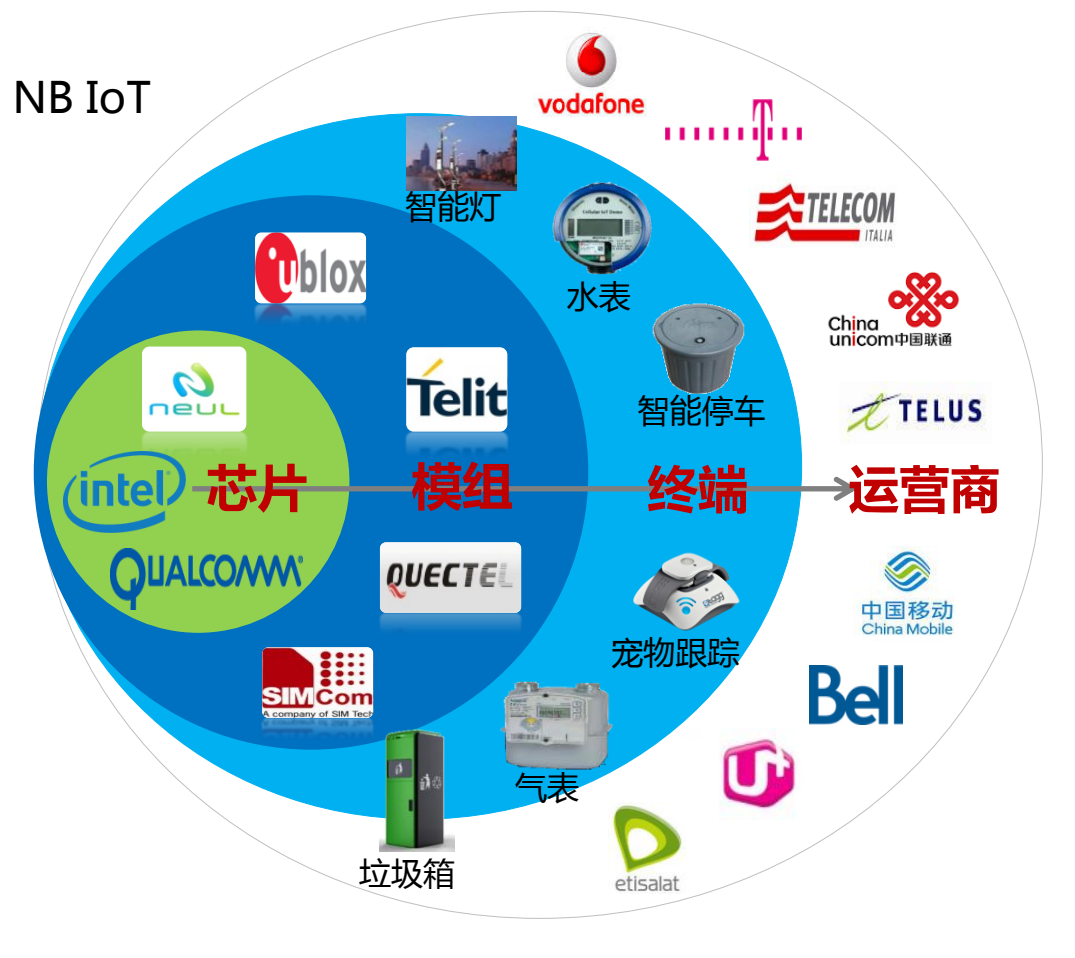 NB IoT
vodafone
T
智能灯
Cellular IoT Demo
水表
TELECOM
ITALIA
ublox
China
unicom中国联通
neul
Telit
智能停车
TELUS
intel
芯片
模组
终端
运营商
QUALCOMM
QUECTEL
中国移动
China Mobile
宠物跟踪
SIMCom
A company of SIM Tech
Bell
气表
U+
垃圾箱
etisalat